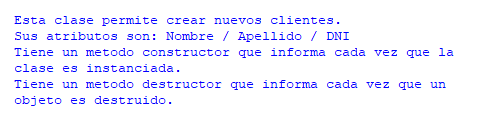 Esta clase permite crear nuevos clientes.
Sus atributos son: Nombre / Apellido / DNI
Tiene un metodo constructor que informa cada vez que la
clase es instanciada.
Tiene un metodo destructor que informa cada vez que un
objeto es destruido.